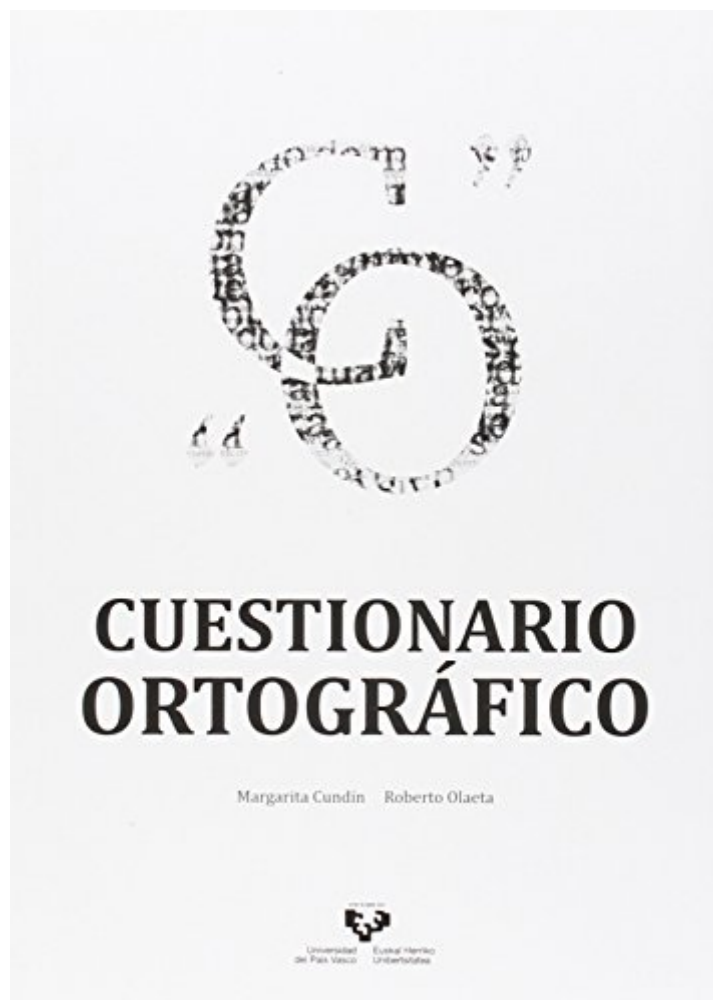 CUESTIONARIO
ORTOGRÁFICO
Margarita Cundín Roberto Olaeta
Universidad Euskal Herriko
del País Vasco Unibertsitatea